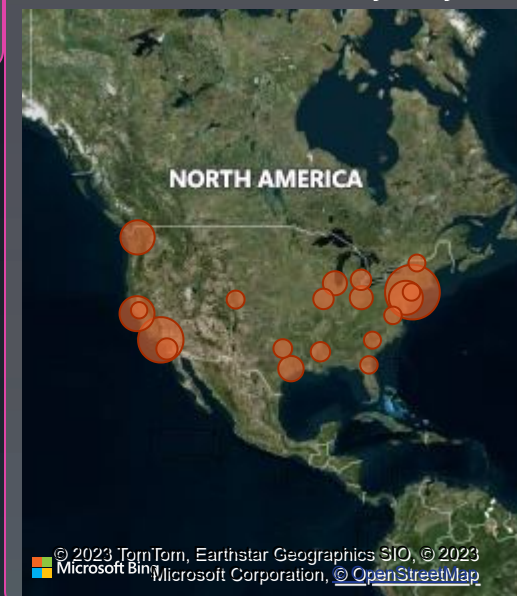 NORTH AMERICA
© 2023 TomTom, Earthstar Geographics SIO, © 2023
Microsoft Bing
Microsoft Corporation, © OpenStreetMap